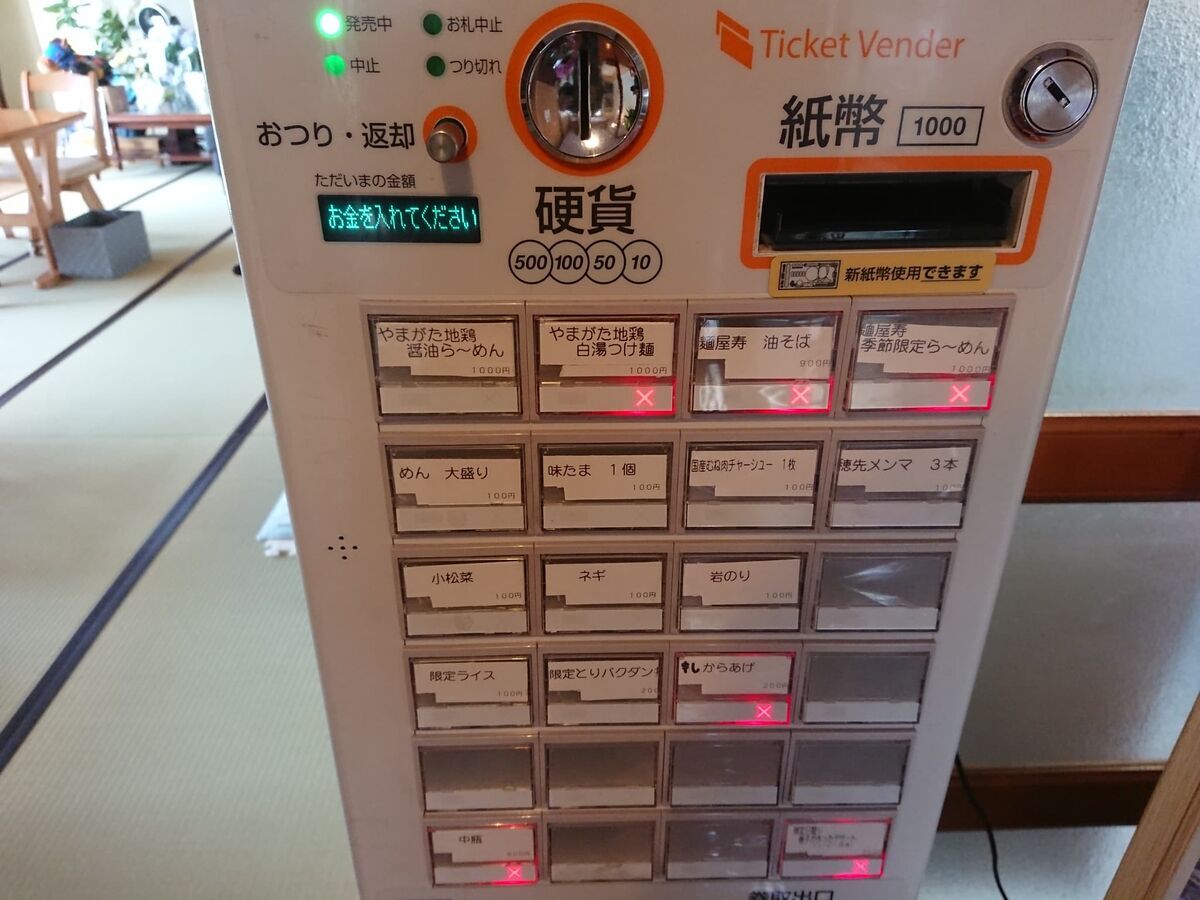 発売中
お札中止
中止
つり切れ
おつり・返却
ただいまの金額
お金を入れてください
硬貨
500 100 50 10
Ticket Vender
紙幣 1000
新紙幣使用できます
やまがた地鶏
醤油ら～めん
1000円
やまがた地鶏
白湯つけ麺
1000円
麺屋寿 油そば
900円
麺屋寿
季節限定ら～めん
1000円
めん 大盛り
100円
味たま 1個
100円
国産むね肉チャーシュー 1枚
100円
穂先メンマ 3本
100
小松菜
100円
ネギ
100円
岩のり
100円
限定ライス
100円
限定とりバクダン
200
からあげ
200円
中瓶
券取出口